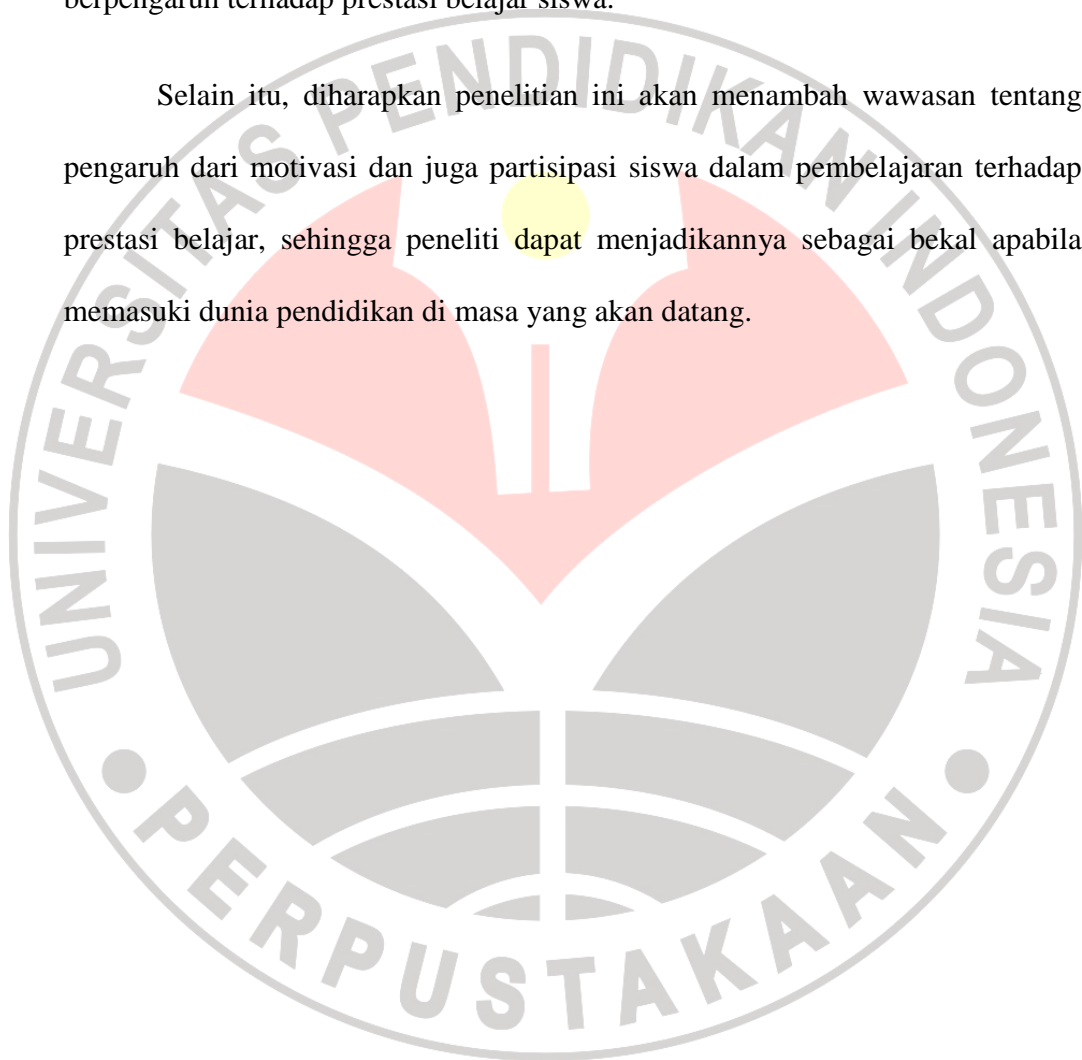 berpengaruh terhadap prestasi belajar siswa.
Selain itu, diharapkan penelitian ini akan menambah wawasan tentang
pengaruh dari motivasi dan juga partisipasi siswa dalam pembelajaran terhadap
prestasi belajar, sehingga peneliti dapat menjadikannya sebagai bekal apabila
memasuki dunia pendidikan di masa yang akan datang.
UNIVERSITAS PENDIDIKAN INDONESIA
PERPUSTAKAAN